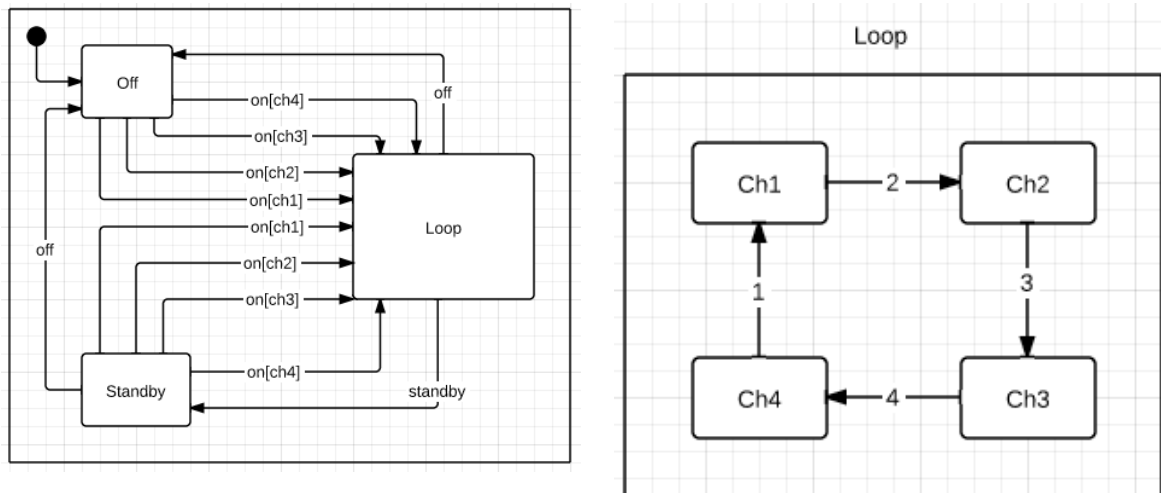 Off
off
on[ch4]
on[ch3]
on[ch2]
on[ch1]
on[ch1]
Loop
off
on[ch2]
on[ch3]
on[ch4]
Standby
standby
Loop
Ch1
2
Ch2
3
1
Ch4
4
Ch3